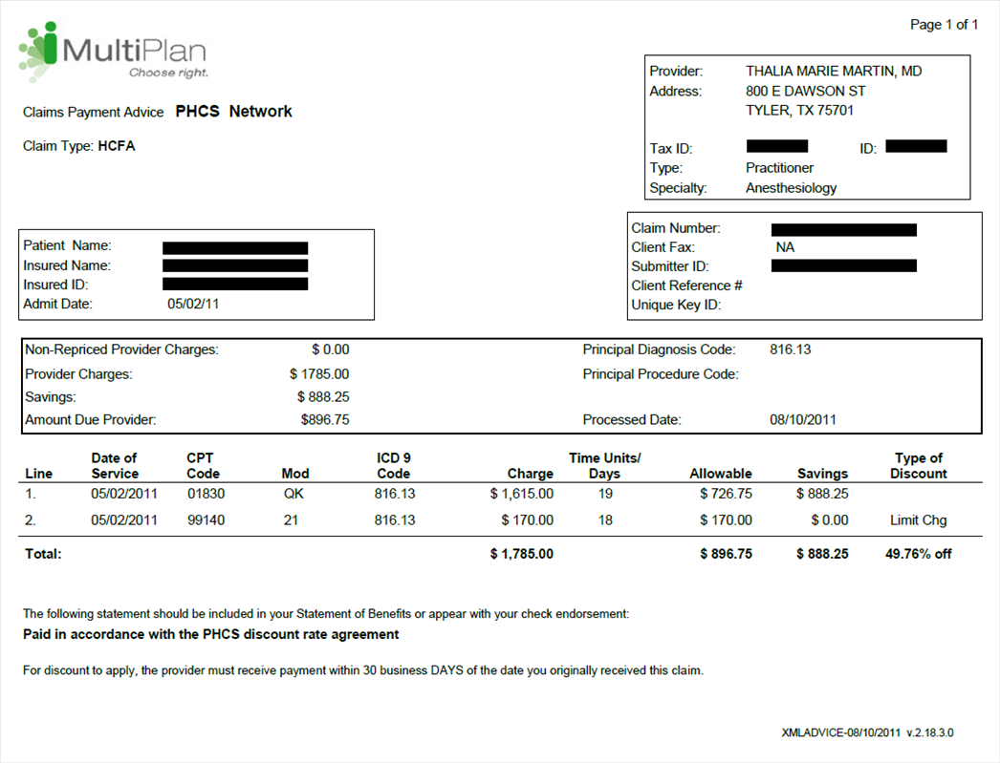 Page 1 of 1
MultiPlan
Choose right.
Claims Payment Advice PHCS Network
Claim Type: HCFA
Provider: THALIA MARIE MARTIN, MD
Address: 800 E DAWSON ST
TYLER, TX 75701
Tax ID: ID:
Type: Practitioner
Specialty: Anesthesiology
Patient Name:
Insured Name:
Insured ID:
Admit Date: 05/02/11
Claim Number:
Client Fax: NA
Submitter ID:
Client Reference #
Unique Key ID:
Non-Repriced Provider Charges: $ 0.00 Principal Diagnosis Code: 816.13
Provider Charges: $ 1785.00 Principal Procedure Code:
Savings: $ 888.25
Amount Due Provider: $896.75 Processed Date: 08/10/2011
Date of CPT ICD 9 Time Units/ Type of
Line Service Code Mod Code Charge Days Allowable Savings Discount
1. 05/02/2011 01830 QK 816.13 $ 1,615.00 19 $ 726.75 $ 888.25
2. 05/02/2011 99140 21 816.13 $ 170.00 18 $ 170.00 $ 0.00 Limit Chg
Total: $ 1,785.00 $ 896.75 $ 888.25 49.76% off
The following statement should be included in your Statement of Benefits or appear with your check endorsement:
Paid in accordance with the PHCS discount rate agreement
For discount to apply, the provider must receive payment within 30 business DAYS of the date you originally received this claim.
XMLADVICE-08/10/2011 v.2.18.3.0